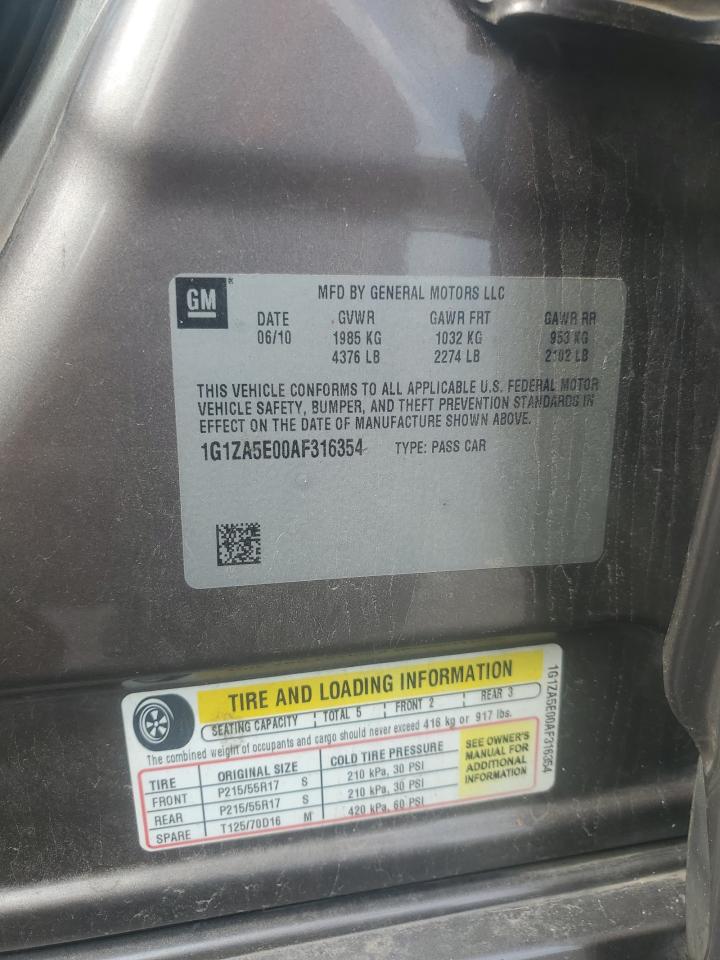 GM
MFD BY GENERAL MOTORS LLC
DATE GVWR GAWR FRT GAWR RR
06/10 1985 KG 1032 KG 953 KG
4376 LB 2274 LB 2102 LB
THIS VEHICLE CONFORMS TO ALL APPLICABLE U.S. FEDERAL MOTOR
VEHICLE SAFETY, BUMPER, AND THEFT PREVENTION STANDARDS IN
EFFECT ON THE DATE OF MANUFACTURE SHOWN ABOVE.
1G1ZA5E00AF316354 TYPE: PASS CAR
TIRE AND LOADING INFORMATION
SEATING CAPACITY TOTAL 5 FRONT 2 REAR 3
The combined weight of occupants and cargo should never exceed 416 kg or 917 lbs.
TIRE ORIGINAL SIZE COLD TIRE PRESSURE
FRONT P215/55R17 S 210 kPa, 30 PSI
REAR P215/55R17 S 210 kPa, 30 PSI
SPARE T125/70D16 M 420 kPa, 60 PSI
SEE OWNER'S
MANUAL FOR
ADDITIONAL
INFORMATION
1G1ZA5E00AF316354